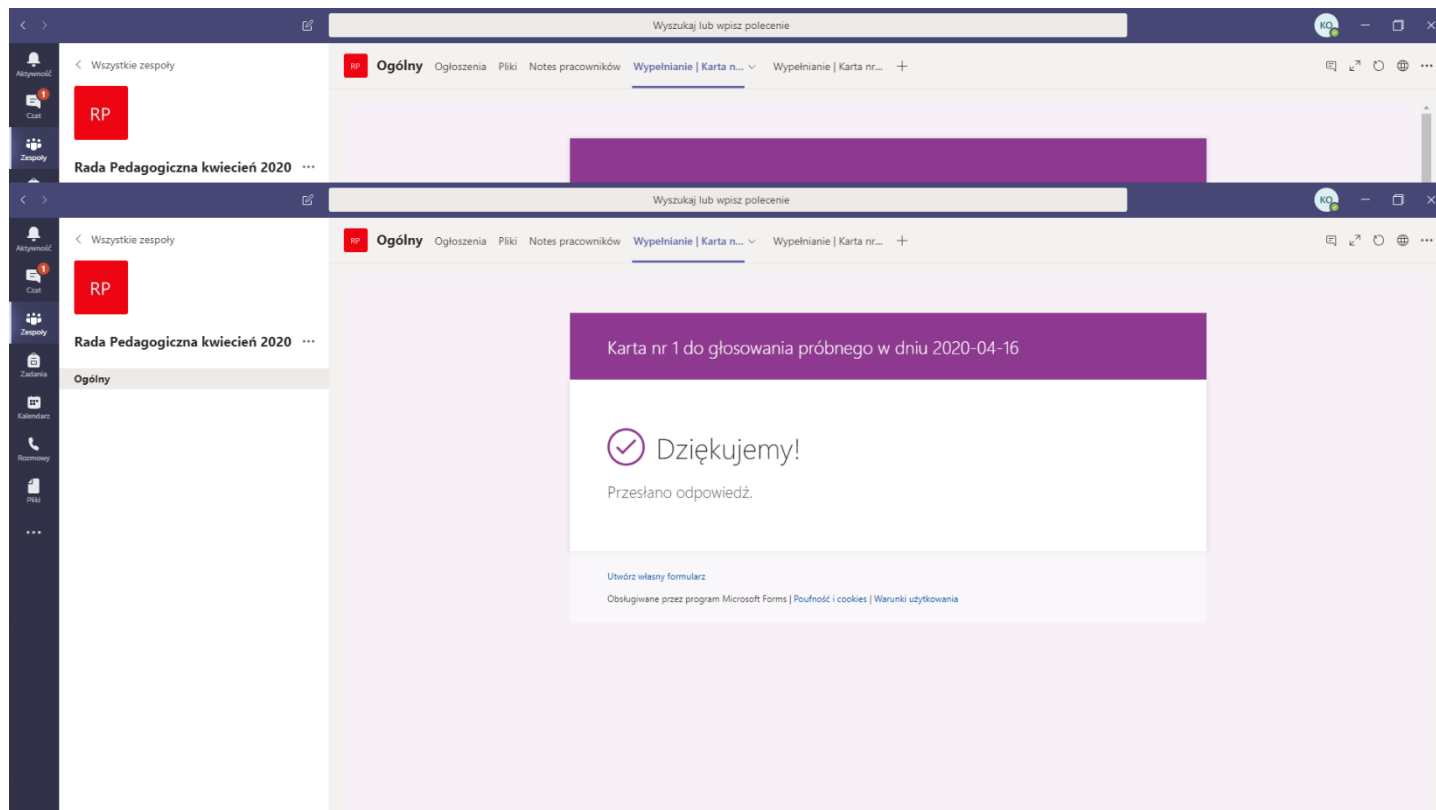 Wyszukaj lub wpisz polecenie
KO
Aktywność
Wszystkie zespoły
RP Ogólny Ogłoszenia Pliki Notes pracowników Wypełnianie | Karta n... Wypełnianie | Karta nr... +
1
Czat
RP
Zespoły
Rada Pedagogiczna kwiecień 2020 ...
Wyszukaj lub wpisz polecenie
KO
Aktywność
Wszystkie zespoły
RP Ogólny Ogłoszenia Pliki Notes pracowników Wypełnianie | Karta n... Wypełnianie | Karta nr... +
1
Czat
RP
Zespoły
Rada Pedagogiczna kwiecień 2020 ...
Karta nr 1 do głosowania próbnego w dniu 2020-04-16
Zadania
Ogólny
Kalendarz
Rozmowy
Dziękujemy!
Pliki
Przesłano odpowiedź.
Utwórz własny formularz
Obsługiwane przez program Microsoft Forms | Poufność i cookies | Warunki użytkowania